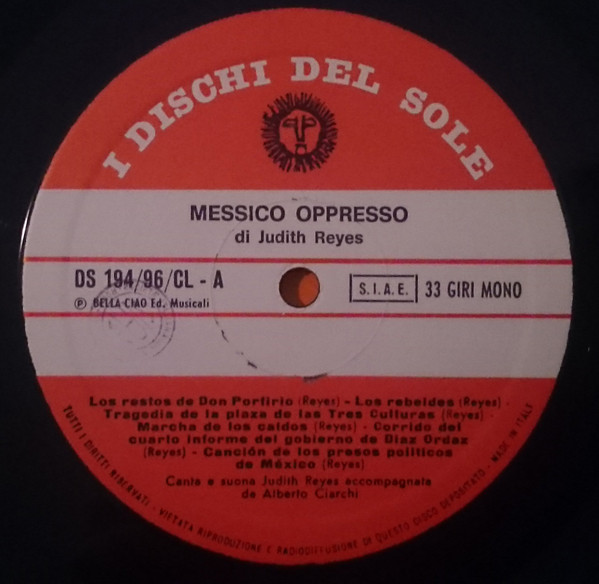 I DISCHI DEL SOLE
MESSICO OPPRESSO
di Judith Reyes
DS 194/96/CL - A
Ⓟ BELLA CIAO Ed. Musicali
S.I.A.E.
33 GIRI MONO
Los restos de Don Porfirio (Reyes) - Los rebeldes (Reyes) -
Tragedia de la plaza de las Tres Culturas (Reyes) -
Marcha de los caidos (Reyes) - Corrido del
cuarto informe del gobierno de Diaz Ordaz
(Reyes) - Canción de los presos politicos
de México (Reyes)
Canta e suona Judith Reyes accompagnata
da Alberto Ciarchi
TUTTI I DIRITTI RISERVATI - VIETATA RIPRODUZIONE E RADIODIFFUSIONE DI QUESTO DISCO DEPOSITATO - MADE IN ITALY